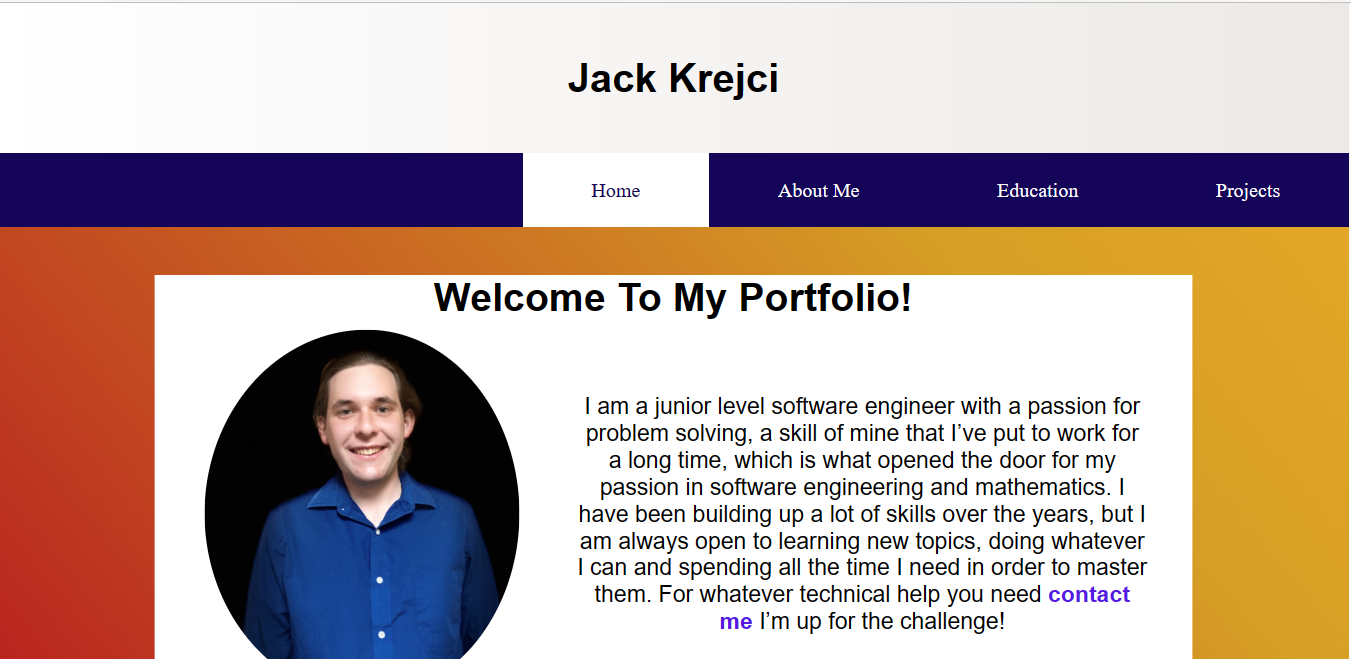 Jack Krejci
Home About Me Education Projects
Welcome To My Portfolio!
I am a junior level software engineer with a passion for
problem solving, a skill of mine that I’ve put to work for
a long time, which is what opened the door for my
passion in software engineering and mathematics. I
have been building up a lot of skills over the years, but I
am always open to learning new topics, doing whatever
I can and spending all the time I need in order to master
them. For whatever technical help you need contact
me I’m up for the challenge!